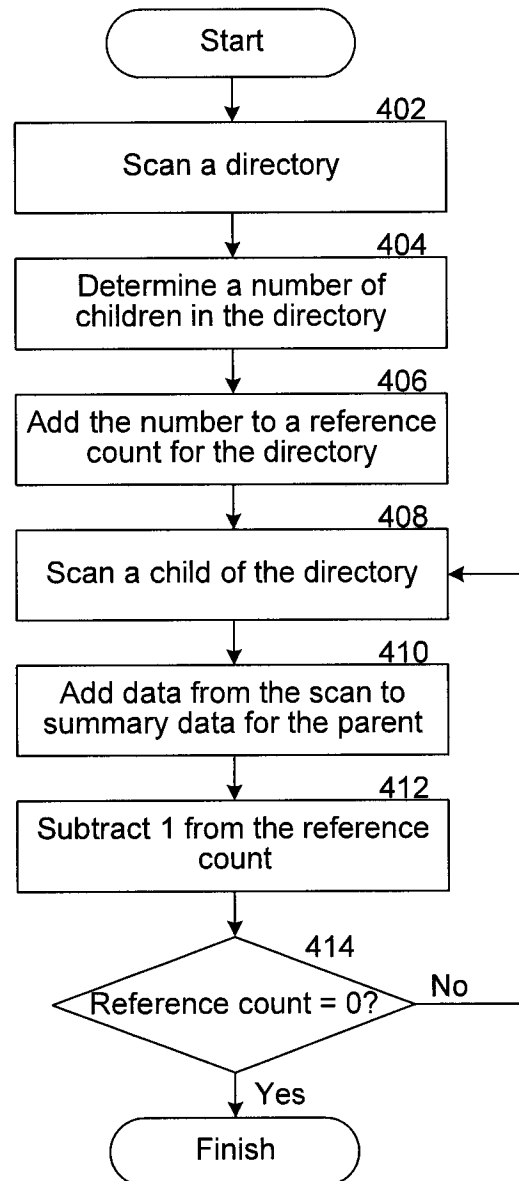 Start
402
Scan a directory
404
Determine a number of
children in the directory
406
Add the number to a reference
count for the directory
408
Scan a child of the directory
410
Add data from the scan to
summary data for the parent
412
Subtract 1 from the reference
count
414
Reference count = 0?
No
Yes
Finish